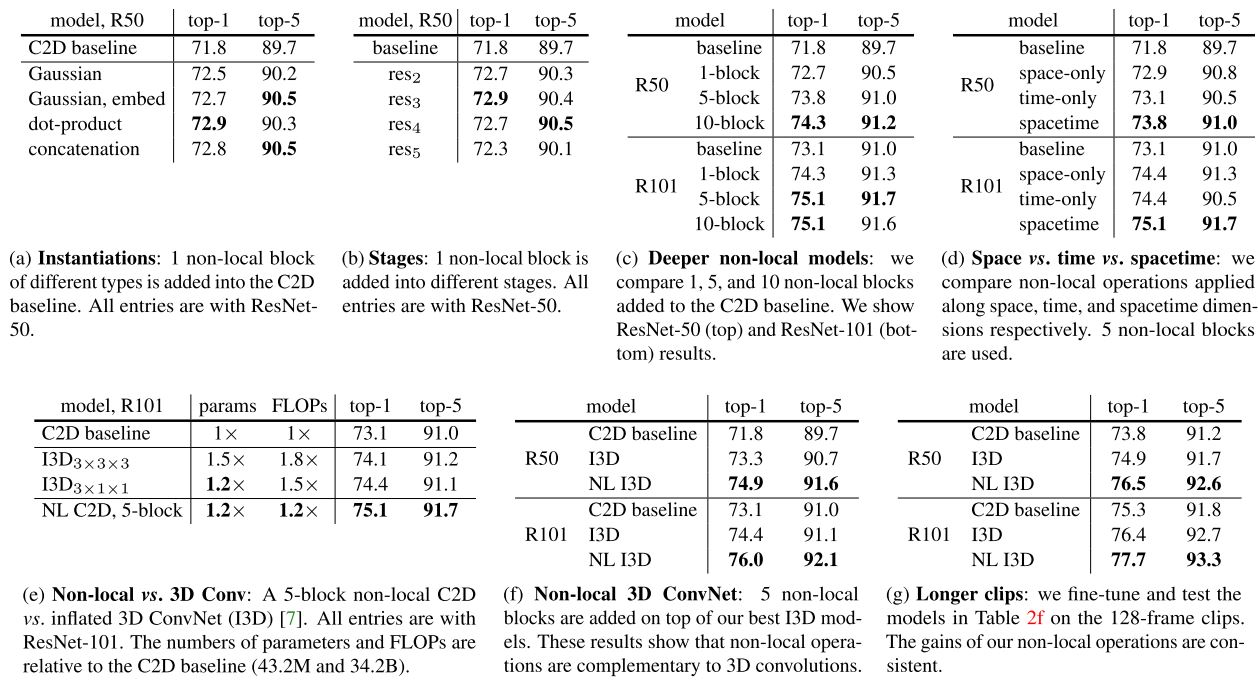 model, R50 top-1 top-5
C2D baseline 71.8 89.7
Gaussian 72.5 90.2
Gaussian, embed 72.7 90.5
dot-product 72.9 90.3
concatenation 72.8 90.5
(a) Instantiations: 1 non-local block
of different types is added into the C2D
baseline. All entries are with ResNet-
50.
model, R50 top-1 top-5
baseline 71.8 89.7
res2 72.7 90.3
res3 72.9 90.4
res4 72.7 90.5
res5 72.3 90.1
(b) Stages: 1 non-local block is
added into different stages. All
entries are with ResNet-50.
model top-1 top-5
baseline 71.8 89.7
R50 1-block 72.7 90.5
5-block 73.8 91.0
10-block 74.3 91.2
baseline 73.1 91.0
R101 1-block 74.3 91.3
5-block 75.1 91.7
10-block 75.1 91.6
(c) Deeper non-local models: we
compare 1, 5, and 10 non-local blocks
added to the C2D baseline. We show
ResNet-50 (top) and ResNet-101 (bot-
tom) results.
model top-1 top-5
baseline 71.8 89.7
R50 space-only 72.9 90.8
time-only 73.1 90.5
spacetime 73.8 91.0
baseline 73.1 91.0
R101 space-only 74.4 91.3
time-only 74.4 90.5
spacetime 75.1 91.7
(d) Space vs. time vs. spacetime: we
compare non-local operations applied
along space, time, and spacetime dimen-
sions respectively. 5 non-local blocks
are used.
model, R101 params FLOPs top-1 top-5
C2D baseline 1× 1× 73.1 91.0
I3D3×3×3 1.5× 1.8× 74.1 91.2
I3D3×1×1 1.2× 1.5× 74.4 91.1
NL C2D, 5-block 1.2× 1.2× 75.1 91.7
(e) Non-local vs. 3D Conv: A 5-block non-local C2D
vs. inflated 3D ConvNet (I3D) [7]. All entries are with
ResNet-101. The numbers of parameters and FLOPs are
relative to the C2D baseline (43.2M and 34.2B).
model top-1 top-5
C2D baseline 71.8 89.7
R50 I3D 73.3 90.7
NL I3D 74.9 91.6
C2D baseline 73.1 91.0
R101 I3D 74.4 91.1
NL I3D 76.0 92.1
(f) Non-local 3D ConvNet: 5 non-local
blocks are added on top of our best I3D mod-
els. These results show that non-local opera-
tions are complementary to 3D convolutions.
model top-1 top-5
C2D baseline 73.8 91.2
R50 I3D 74.9 91.7
NL I3D 76.5 92.6
C2D baseline 75.3 91.8
R101 I3D 76.4 92.7
NL I3D 77.7 93.3
(g) Longer clips: we fine-tune and test the
models in Table 2f on the 128-frame clips.
The gains of our non-local operations are con-
sistent.